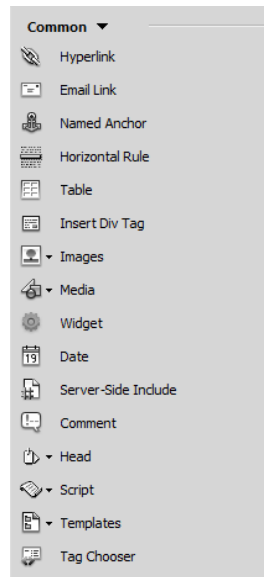 Common
Hyperlink
Email Link
Named Anchor
Horizontal Rule
Table
Insert Div Tag
Images
Media
Widget
19 Date
Server-Side Include
Comment
Head
Script
Templates
Tag Chooser